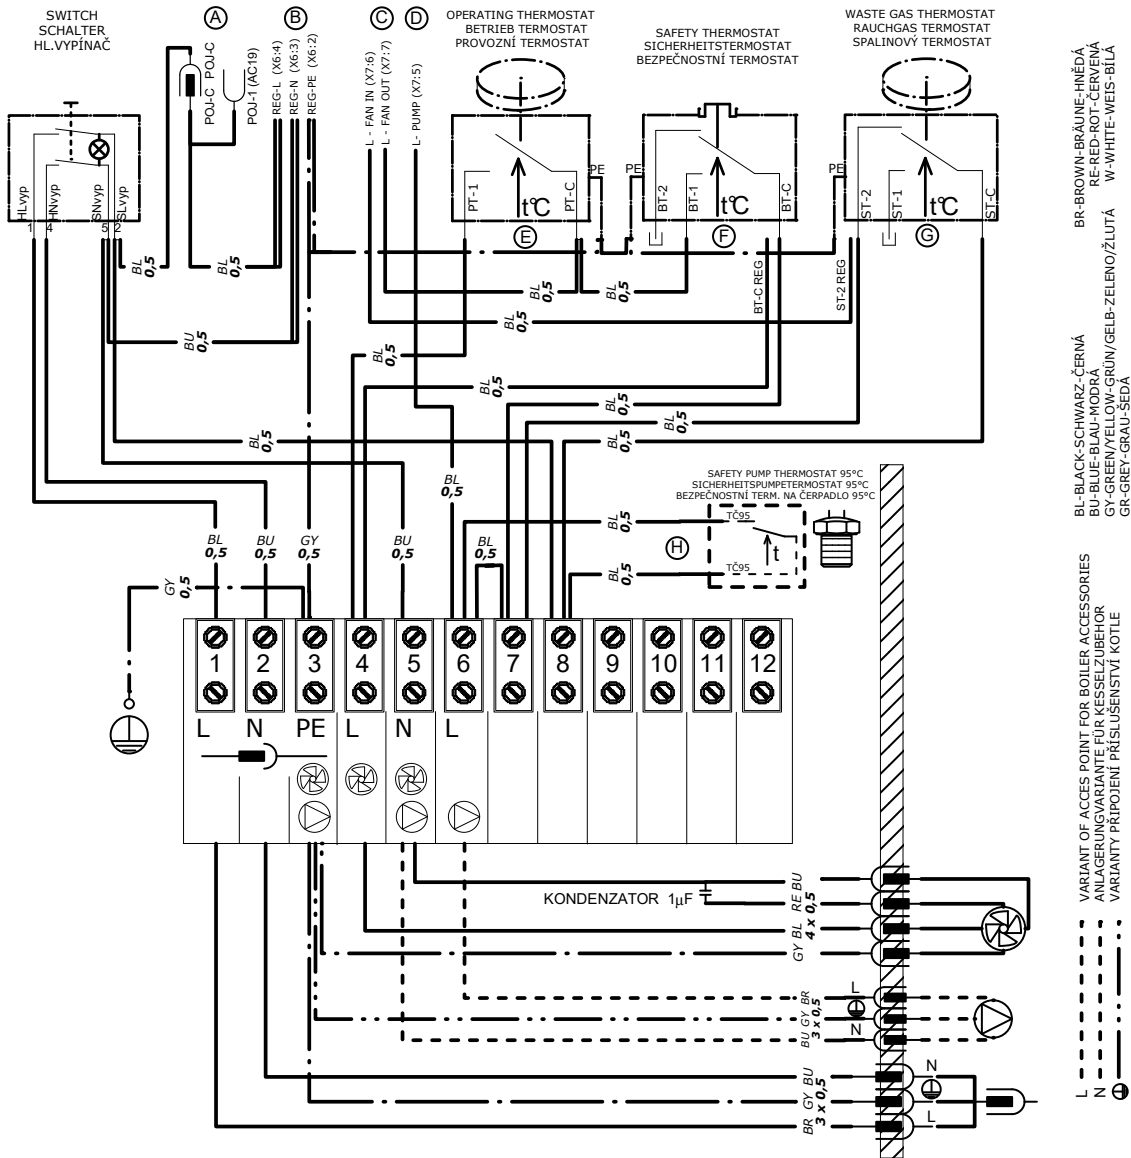 SWITCH
SCHALTER
HL.VYPÍNAČ
A
B
C
D
POJ-C POJ-C
POJ-1 (AC19)
REG-L (X6:4)
REG-N (X6:3)
REG-PE (X6:2)
L - FAN IN (X7:6)
L - FAN OUT (X7:7)
L- PUMP (X7:5)
OPERATING THERMOSTAT
BETRIEB TERMOSTAT
PROVOZNÍ TERMOSTAT
SAFETY THERMOSTAT
SICHERHEITSTERMOSTAT
BEZPEČNOSTNÍ TERMOSTAT
WASTE GAS THERMOSTAT
RAUCHGAS TERMOSTAT
SPALINOVÝ TERMOSTAT
BR-BROWN-BRÄUNE-HNĚDÁ
RE-RED-ROT-ČERVENÁ
W-WHITE-WEIS-BÍLÁ
HLvyp
HNvyp
SNvyp
SLvyp
1
4
5
2
PT-1
t°C
PT-C
E
PE
PE
BT-2
BT-1
t°C
BT-C
F
PE
ST-2
ST-1
t°C
ST-C
G
BL
0,5
BL
0,5
BU
0,5
BL
0,5
BL
0,5
BL
0,5
BT-C REG
ST-2 REG
BL
0,5
BL
0,5
BL
0,5
BL
0,5
BL
0,5
BL
0,5
BL-BLACK-SCHWARZ-ČERNÁ
BU-BLUE-BLAU-MODRÁ
GY-GREEN/YELLOW-GRÜN/GELB-ZELENO/ŽLUTÁ
GR-GREY-GRAU-ŠEDÁ
SAFETY PUMP THERMOSTAT 95°C
SICHERHEITSPUMPETERMOSTAT 95°C
BEZPEČNOSTNÍ TERM. NA ČERPADLO 95°C
BL
0,5
TČ95
t
TČ95
H
BL
0,5
BL
0,5
BL
0,5
BU
0,5
GY
0,5
BU
0,5
BL
0,5
GY
0,5
1 2 3 4 5 6 7 8 9 10 11 12
L N PE L N L
KONDENZATOR 1µF
BU
RE
BL
GY
4 x 0,5
BR
GY
BU
3 x 0,5
L
N
BU
GY
BR
3 x 0,5
N
L
VARIANT OF ACCES POINT FOR BOILER ACCESSORIES
ANLAGERUNGVARIANTE FÜR KESSELZUBEHOR
VARIANTY PŘIPOJENÍ PŘÍSLUŠENSTVÍ KOTLE
L
N